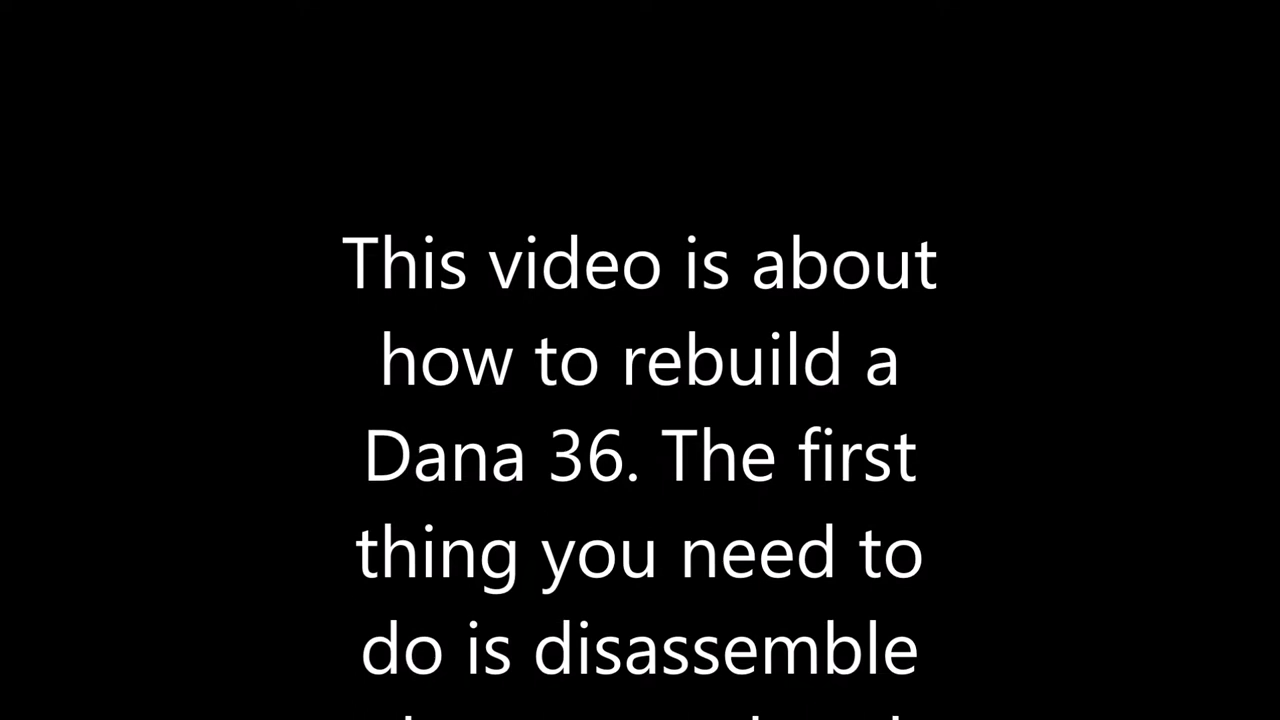 This video is about
how to rebuild a
Dana 36. The first
thing you need to
do is disassemble